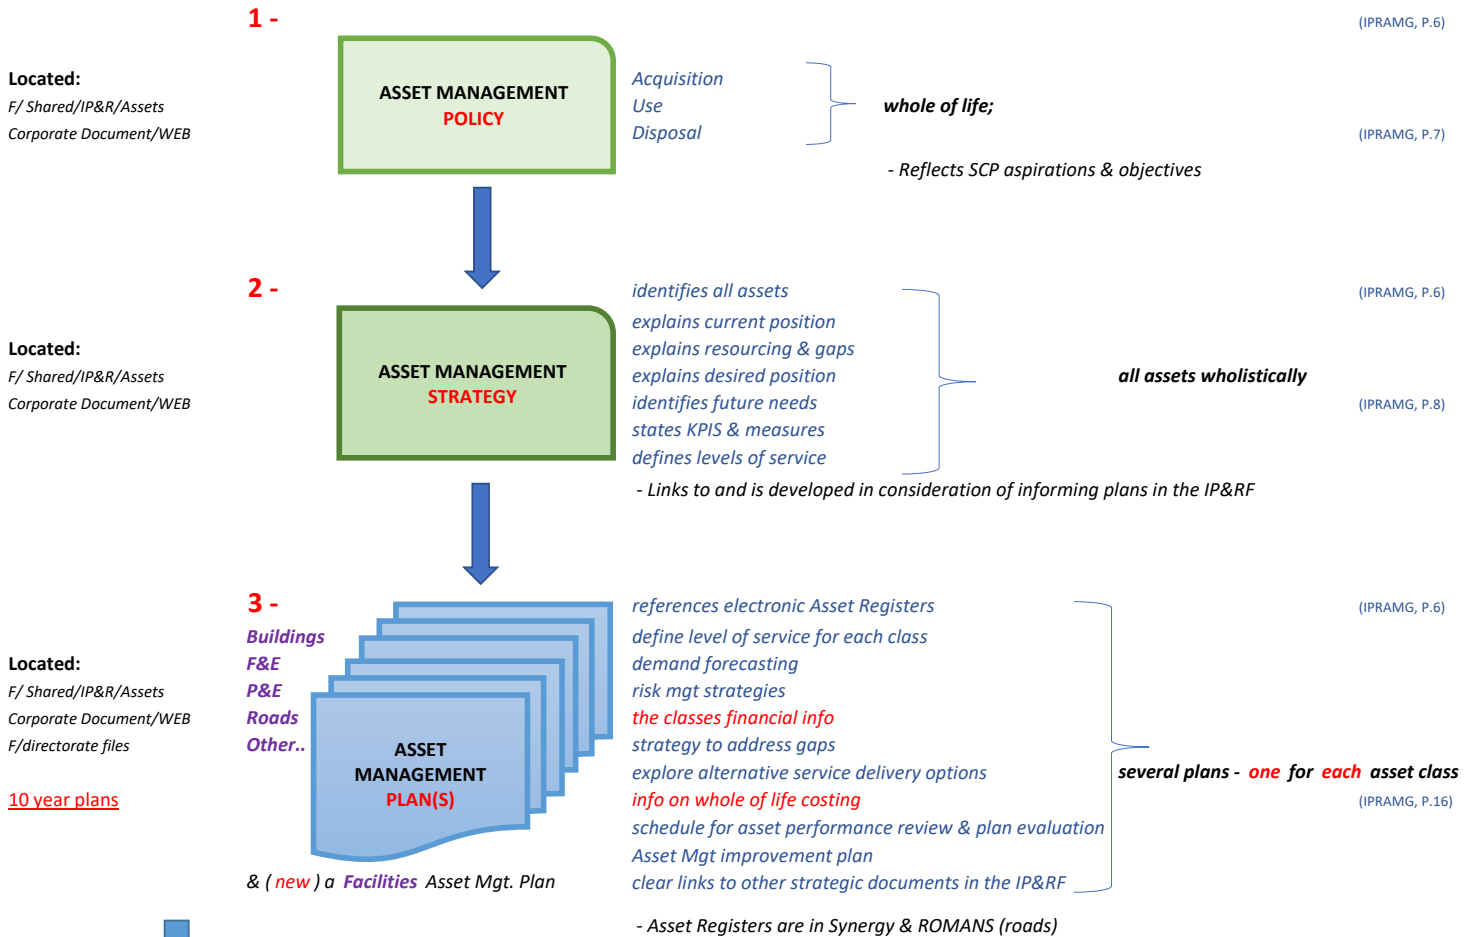 1 -
(IPRAMG, P.6)
Located:
F/ Shared/IP&R/Assets
Corporate Document/WEB
ASSET MANAGEMENT
POLICY
Acquisition
Use
Disposal
whole of life;
(IPRAMG, P.7)
- Reflects SCP aspirations & objectives
2 -
(IPRAMG, P.6)
Located:
F/ Shared/IP&R/Assets
Corporate Document/WEB
ASSET MANAGEMENT
STRATEGY
identifies all assets
explains current position
explains resourcing & gaps
explains desired position
identifies future needs
states KPIS & measures
defines levels of service
all assets wholistically
(IPRAMG, P.8)
- Links to and is developed in consideration of informing plans in the IP&RF
3 -
(IPRAMG, P.6)
Located:
F/ Shared/IP&R/Assets
Corporate Document/WEB
F/directorate files
10 year plans
Buildings
F&E
P&E
Roads
Other..
ASSET
MANAGEMENT
PLAN(S)
& ( new ) a Facilities Asset Mgt. Plan
references electronic Asset Registers
define level of service for each class
demand forecasting
risk mgt strategies
the classes financial info
strategy to address gaps
explore alternative service delivery options
info on whole of life costing
schedule for asset performance review & plan evaluation
Asset Mgt improvement plan
clear links to other strategic documents in the IP&RF
several plans - one for each asset class
(IPRAMG, P.16)
- Asset Registers are in Synergy & ROMANS (roads)